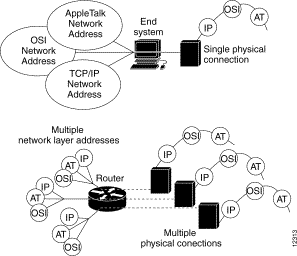 AppleTalk
Network
Address
OSI
Network
Address
TCP/IP
Network
Address
End
system
IP
OSI
AT
Single physical
connection
Multiple
network layer addresses
IP
AT
OSI
IP
AT
OSI
IP
AT
OSI
Router
IP
OSI
AT
IP
OSI
AT
IP
OSI
AT
Multiple
physical conections
12313